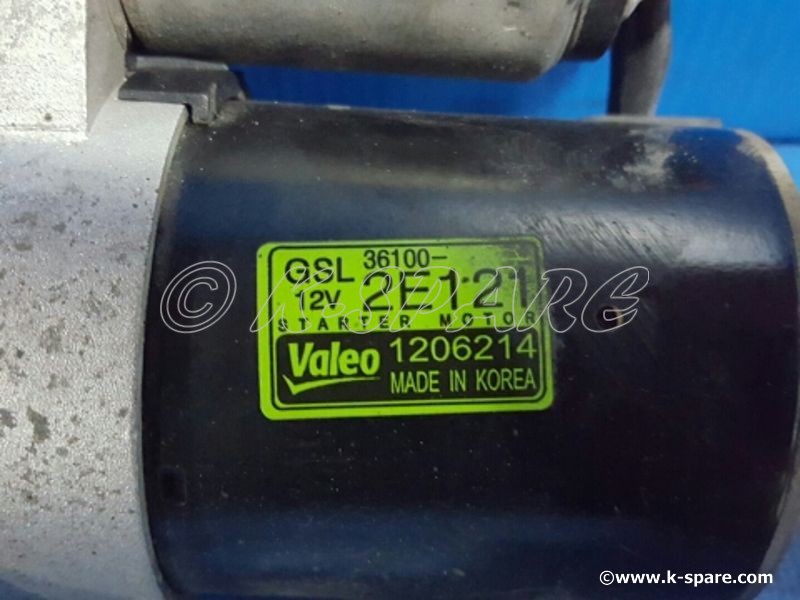 GSL 36100-
12V 2E121
STARTER MOTOR
Valeo 1206214
MADE IN KOREA
© K-SPARE
©www.k-spare.com